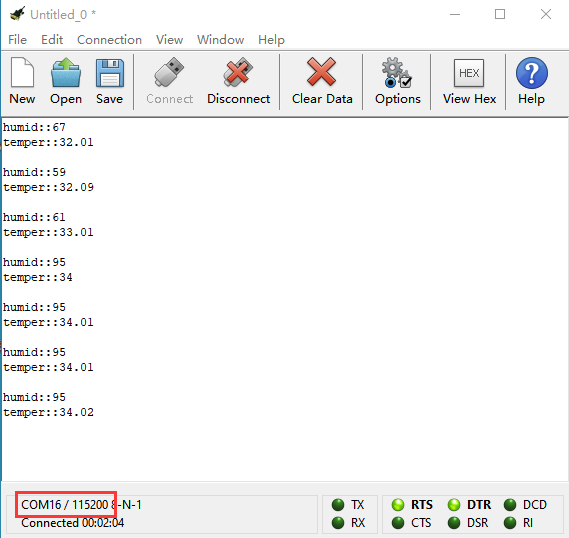 Untitled_0 *
File Edit Connection View Window Help
HEX
New Open Save Connect Disconnect Clear Data Options View Hex Help
humid::67
temper::32.01
humid::59
temper::32.09
humid::61
temper::33.01
humid::95
temper::34
humid::95
temper::34.01
humid::95
temper::34.01
humid::95
temper::34.02
COM16 / 115200 8-N-1
Connected 00:02:04
TX RTS DTR DCD
RX CTS DSR RI